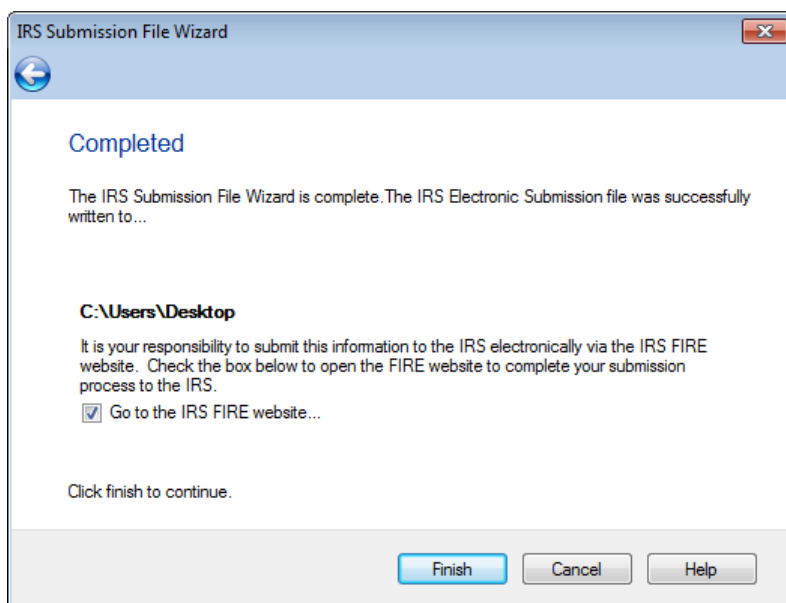 IRS Submission File Wizard
Completed
The IRS Submission File Wizard is complete.The IRS Electronic Submission file was successfully
written to...
C:\Users\Desktop
It is your responsibility to submit this information to the IRS electronically via the IRS FIRE
website.  Check the box below to open the FIRE website to complete your submission
process to the IRS.
Go to the IRS FIRE website...
Click finish to continue.
Finish
Cancel
Help